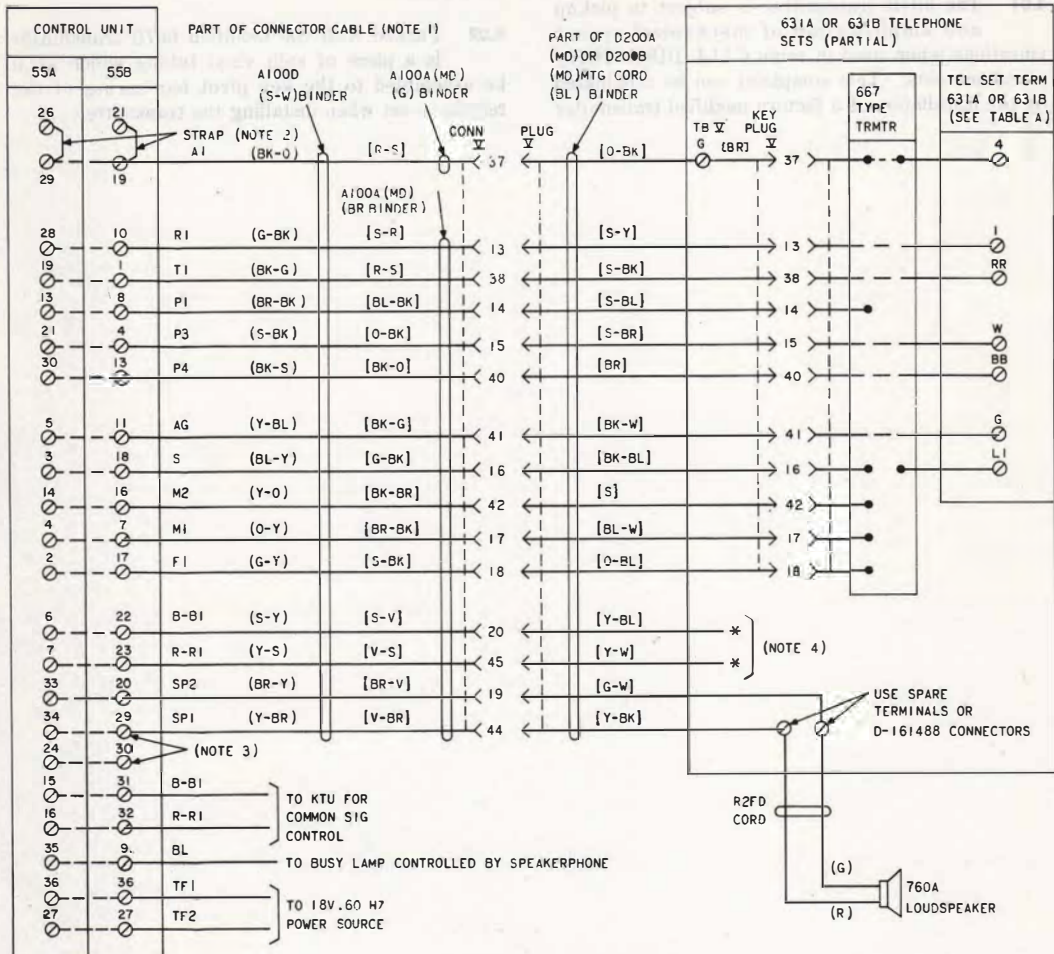 CONTROL UNIT
PART OF CONNECTOR CABLE (NOTE 1)
55A 55B
A100D
(S-W) BINDER
A100A (MD)
(G) BINDER
PART OF D200A
(MD) OR D200B
(MD) MTG CORD
(BL) BINDER
631A OR 631B TELEPHONE
SETS (PARTIAL)
667
TYPE
TRMTR
TEL SET TERM
631A OR 631B
(SEE TABLE A)
CONN V
PLUG V
TB V
KEY
PLUG
V
26 21
STRAP (NOTE 2)
A1 (BK-O) [R-S] 37 [O-BK] G [BR] 37 4
29 19
A100A (MD)
(BR BINDER)
28 10 R1 (G-BK) [S-R] 13 [S-Y] 13 1
19 1 T1 (BK-G) [R-S] 38 [S-BK] 38 RR
13 8 P1 (BR-BK) [BL-BK] 14 [S-BL] 14
21 4 P3 (S-BK) [O-BK] 15 [S-BR] 15 W
30 13 P4 (BK-S) [BK-O] 40 [BR] 40 BB
5 11 AG (Y-BL) [BK-G] 41 [BK-W] 41 G
3 18 S (BL-Y) [G-BK] 16 [BK-BL] 16 L1
14 16 M2 (Y-O) [BK-BR] 42 [S] 42
4 7 M1 (O-Y) [BR-BK] 17 [BL-W] 17
2 17 F1 (G-Y) [S-BK] 18 [O-BL] 18
6 22 B-B1 (S-Y) [S-V] 20 [Y-BL] *
7 23 R-R1 (Y-S) [V-S] 45 [Y-W] *
(NOTE 4)
33 20 SP2 (BR-Y) [BR-V] 19 [G-W]
34 29 SP1 (Y-BR) [V-BR] 44 [Y-BK]
USE SPARE
TERMINALS OR
D-161488 CONNECTORS
24 30 (NOTE 3)
15 31 B-B1
16 32 R-R1
TO KTU FOR
COMMON SIG
CONTROL
35 9 BL TO BUSY LAMP CONTROLLED BY SPEAKERPHONE
36 36 TF1
27 27 TF2
TO 18V. 60 HZ
POWER SOURCE
R2FD
CORD
(G)
(R)
760A
LOUDSPEAKER